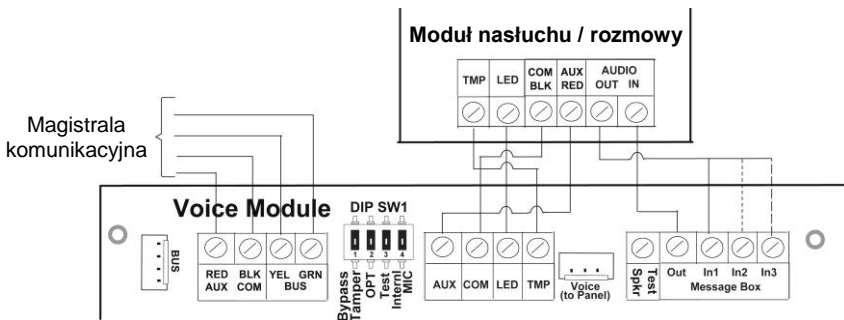 Moduł nasłuchu / rozmowy
TMP LED COM BLK AUX RED AUDIO OUT IN
Magistrala
komunikacyjna
Voice Module
DIP SW1
BUS
RED AUX BLK COM YEL GRN BUS
1 2 3 4
Bypass Tamper
OPT
Test
Internl MIC
AUX COM LED TMP
Voice
(to Panel)
Test Spkr
Out In1 In2 In3
Message Box